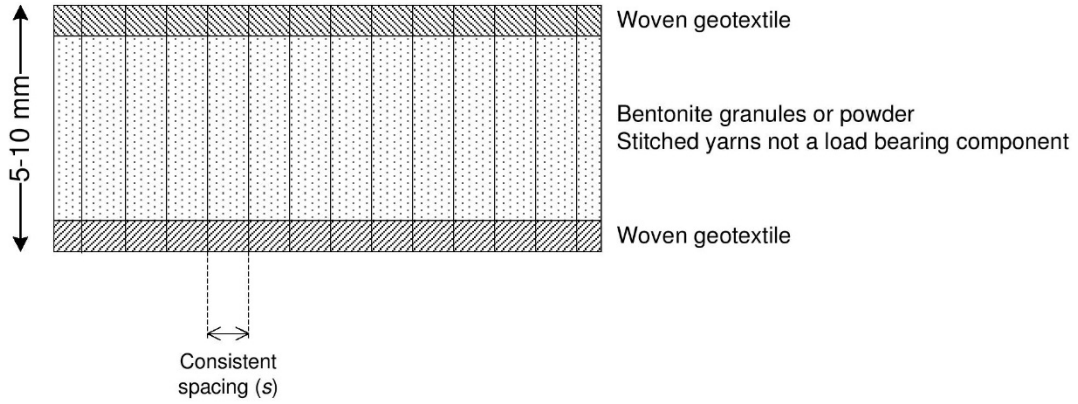 Woven geotextile
5-10 mm
Bentonite granules or powder
Stitched yarns not a load bearing component
Woven geotextile
Consistent
spacing (s)